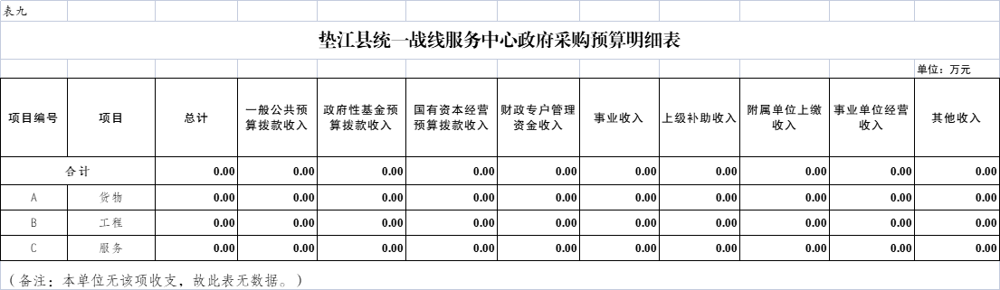 表九
垫江县统一战线服务中心政府采购预算明细表
单位：万元
项目编号 项目 总计 一般公共预算拨款收入 政府性基金预算拨款收入 国有资本经营预算拨款收入 财政专户管理资金收入 事业收入 上级补助收入 附属单位上缴收入 事业单位经营收入 其他收入
合计 0.00 0.00 0.00 0.00 0.00 0.00 0.00 0.00 0.00 0.00
A 货物 0.00 0.00 0.00 0.00 0.00 0.00 0.00 0.00 0.00 0.00
B 工程 0.00 0.00 0.00 0.00 0.00 0.00 0.00 0.00 0.00 0.00
C 服务 0.00 0.00 0.00 0.00 0.00 0.00 0.00 0.00 0.00 0.00
（备注：本单位无该项收支，故此表无数据。）